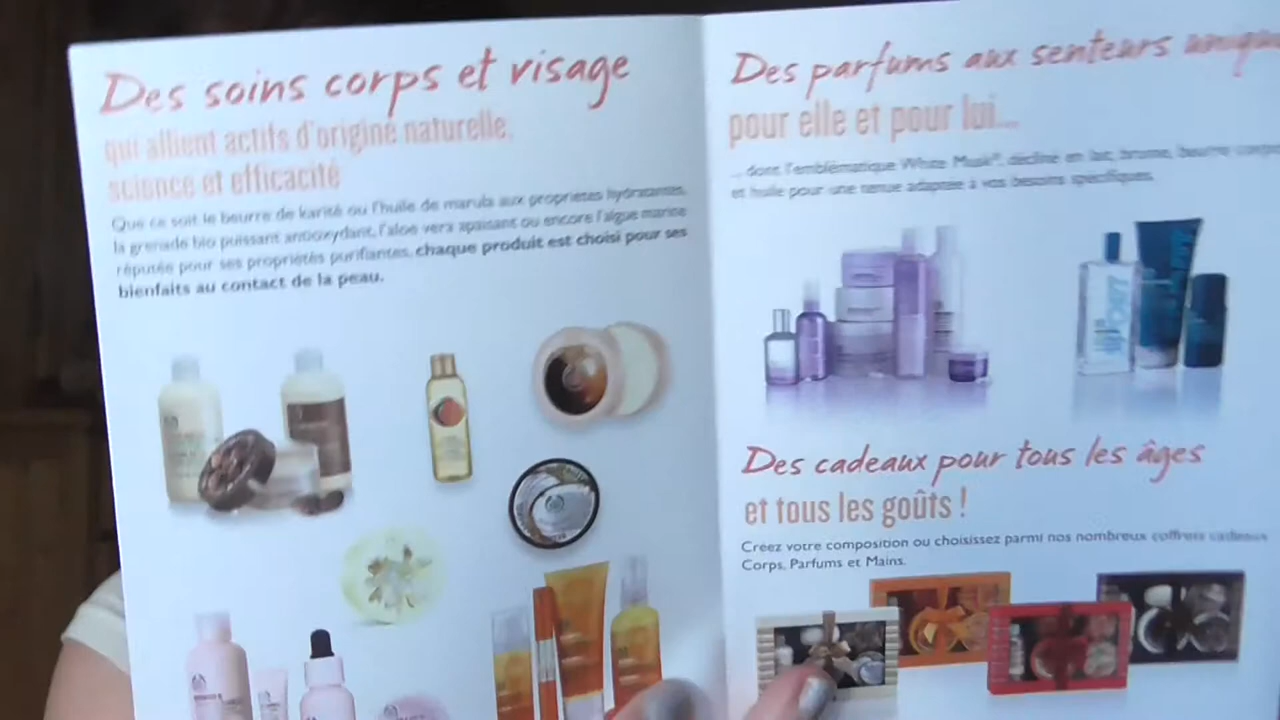 Des soins corps et visage
qui allient actifs d'origine naturelle,
science et efficacité
Que ce soit le beurre de karité ou l'huile de marula aux propriétés hydratantes,
la grenade bio puissant antioxydant, l'aloe vera apaisant ou encore l'algue marine
réputée pour ses propriétés purifiantes, chaque produit est choisi pour ses
bienfaits au contact de la peau.
Des parfums aux senteurs
pour elle et pour lui...
... dont l'emblématique White Musk®, décliné en lait, brume, beurre
et huile pour une tenue adaptée à vos besoins spécifiques.
Des cadeaux pour tous les âges
et tous les goûts !
Créez votre composition ou choisissez parmi nos nombreux coffrets cadeaux
Corps, Parfums et Mains.